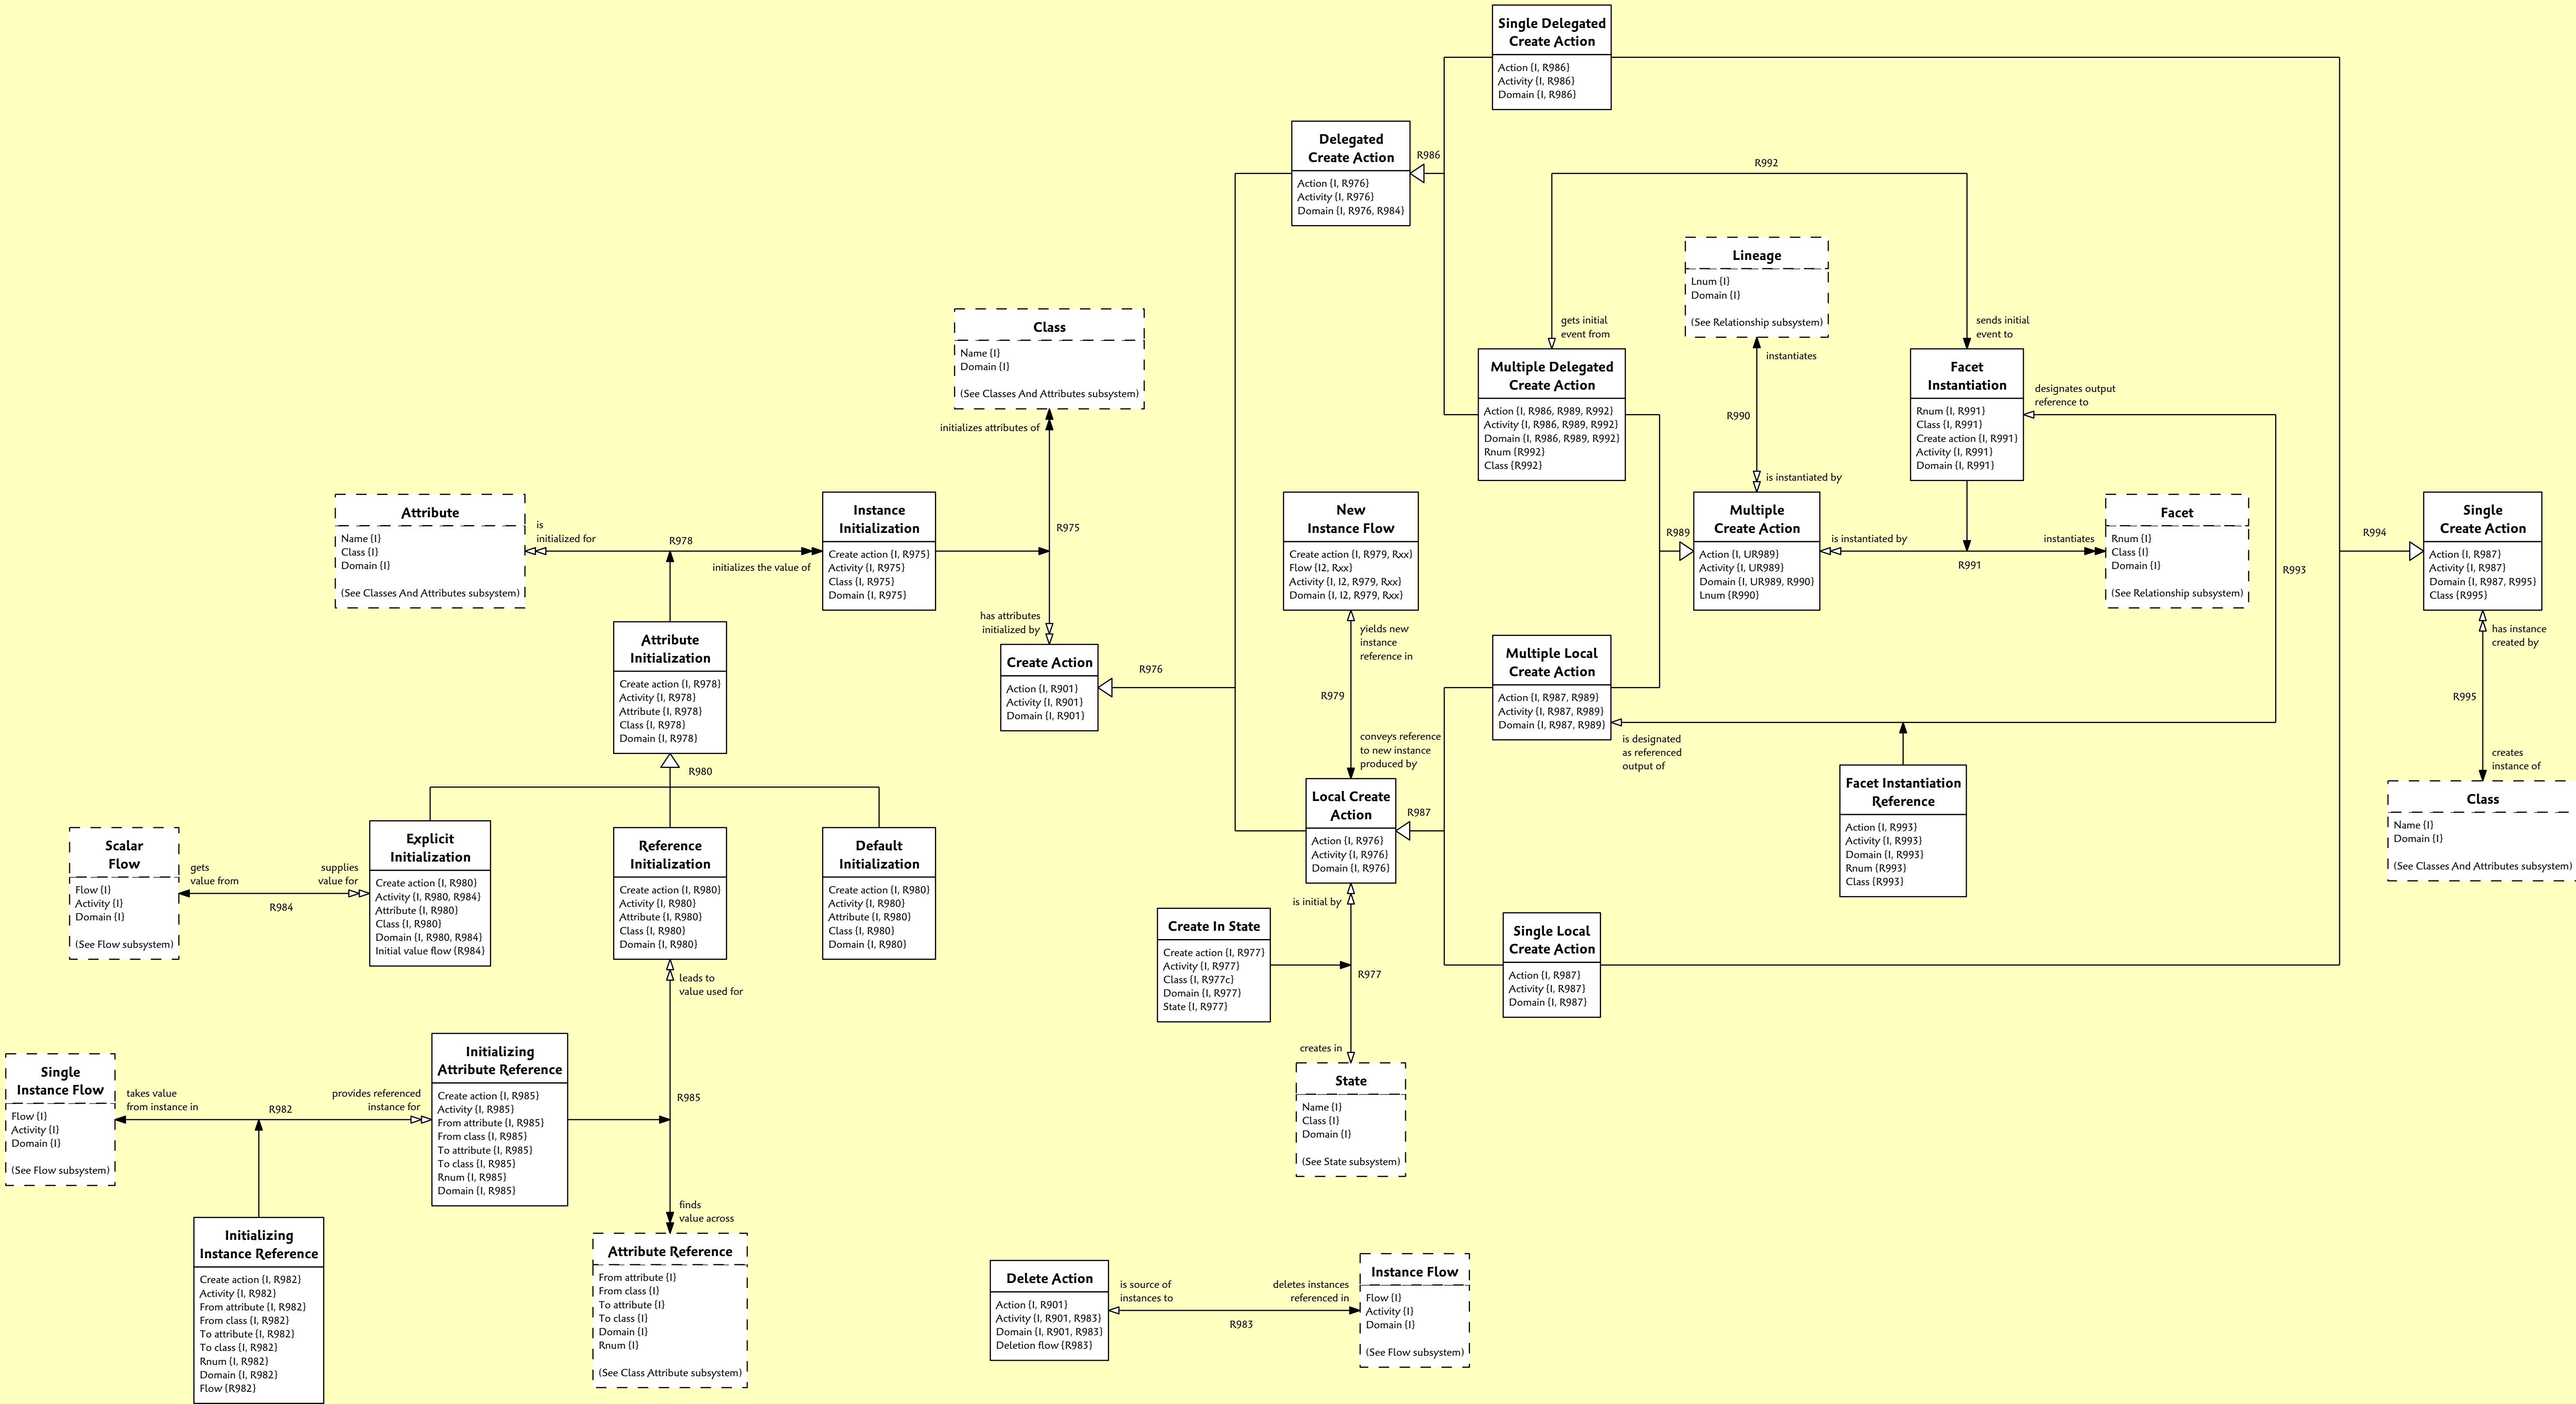 Single Delegated
Create Action
Action {I, R986}
Activity {I, R986}
Domain {I, R986}
Delegated
Create Action
Action {I, R976}
Activity {I, R976}
Domain {I, R976, R984}
R986
R992
gets initial
event from
sends initial
event to
Lineage
Lnum {I}
Domain {I}
(See Relationship subsystem)
instantiates
R990
is instantiated by
Class
Name {I}
Domain {I}
(See Classes And Attributes subsystem)
initializes attributes of
R975
has attributes
initialized by
Multiple Delegated
Create Action
Action {I, R986, R989, R992}
Activity {I, R986, R989, R992}
Domain {I, R986, R989, R992}
Rnum {R992}
Class {R992}
Facet
Instantiation
Rnum {I, R991}
Class {I, R991}
Create action {I, R991}
Activity {I, R991}
Domain {I, R991}
designates output
reference to
Attribute
Name {I}
Class {I}
Domain {I}
(See Classes And Attributes subsystem)
is
initialized for
R978
initializes the value of
Instance
Initialization
Create action {I, R975}
Activity {I, R975}
Class {I, R975}
Domain {I, R975}
New
Instance Flow
Create action {I, R979, Rxx}
Flow {I2, Rxx}
Activity {I, I2, R979, Rxx}
Domain {I, I2, R979, Rxx}
R989
Multiple
Create Action
Action {I, UR989}
Activity {I, UR989}
Domain {I, UR989, R990}
Lnum {R990}
is instantiated by
instantiates
R991
Facet
Rnum {I}
Class {I}
Domain {I}
(See Relationship subsystem)
R993
R994
Single
Create Action
Action {I, R987}
Activity {I, R987}
Domain {I, R987, R995}
Class {R995}
has instance
created by
R995
creates
instance of
Class
Name {I}
Domain {I}
(See Classes And Attributes subsystem)
Attribute
Initialization
Create action {I, R978}
Activity {I, R978}
Attribute {I, R978}
Class {I, R978}
Domain {I, R978}
R980
Create Action
Action {I, R901}
Activity {I, R901}
Domain {I, R901}
R976
yields new
instance
reference in
R979
conveys reference
to new instance
produced by
Multiple Local
Create Action
Action {I, R987, R989}
Activity {I, R987, R989}
Domain {I, R987, R989}
is designated
as referenced
output of
Facet Instantiation
Reference
Action {I, R993}
Activity {I, R993}
Domain {I, R993}
Rnum {R993}
Class {R993}
Local Create
Action
Action {I, R976}
Activity {I, R976}
Domain {I, R976}
R987
Scalar
Flow
Flow {I}
Activity {I}
Domain {I}
(See Flow subsystem)
gets
value from
supplies
value for
R984
Explicit
Initialization
Create action {I, R980}
Activity {I, R980, R984}
Attribute {I, R980}
Class {I, R980}
Domain {I, R980, R984}
Initial value flow {R984}
Reference
Initialization
Create action {I, R980}
Activity {I, R980}
Attribute {I, R980}
Class {I, R980}
Domain {I, R980}
Default
Initialization
Create action {I, R980}
Activity {I, R980}
Attribute {I, R980}
Class {I, R980}
Domain {I, R980}
leads to
value used for
R985
finds
value across
is initial by
R977
creates in
Create In State
Create action {I, R977}
Activity {I, R977}
Class {I, R977c}
Domain {I, R977}
State {I, R977}
Single Local
Create Action
Action {I, R987}
Activity {I, R987}
Domain {I, R987}
State
Name {I}
Class {I}
Domain {I}
(See State subsystem)
Single
Instance Flow
Flow {I}
Activity {I}
Domain {I}
(See Flow subsystem)
takes value
from instance in
R982
provides referenced
instance for
Initializing
Attribute Reference
Create action {I, R985}
Activity {I, R985}
From attribute {I, R985}
From class {I, R985}
To attribute {I, R985}
To class {I, R985}
Rnum {I, R985}
Domain {I, R985}
Initializing
Instance Reference
Create action {I, R982}
Activity {I, R982}
From attribute {I, R982}
From class {I, R982}
To attribute {I, R982}
To class {I, R982}
Rnum {I, R982}
Domain {I, R982}
Flow {R982}
Attribute Reference
From attribute {I}
From class {I}
To attribute {I}
To class {I}
Domain {I}
Rnum {I}
(See Class Attribute subsystem)
Delete Action
Action {I, R901}
Activity {I, R901, R983}
Domain {I, R901, R983}
Deletion flow {R983}
is source of
instances to
deletes instances
referenced in
R983
Instance Flow
Flow {I}
Activity {I}
Domain {I}
(See Flow subsystem)